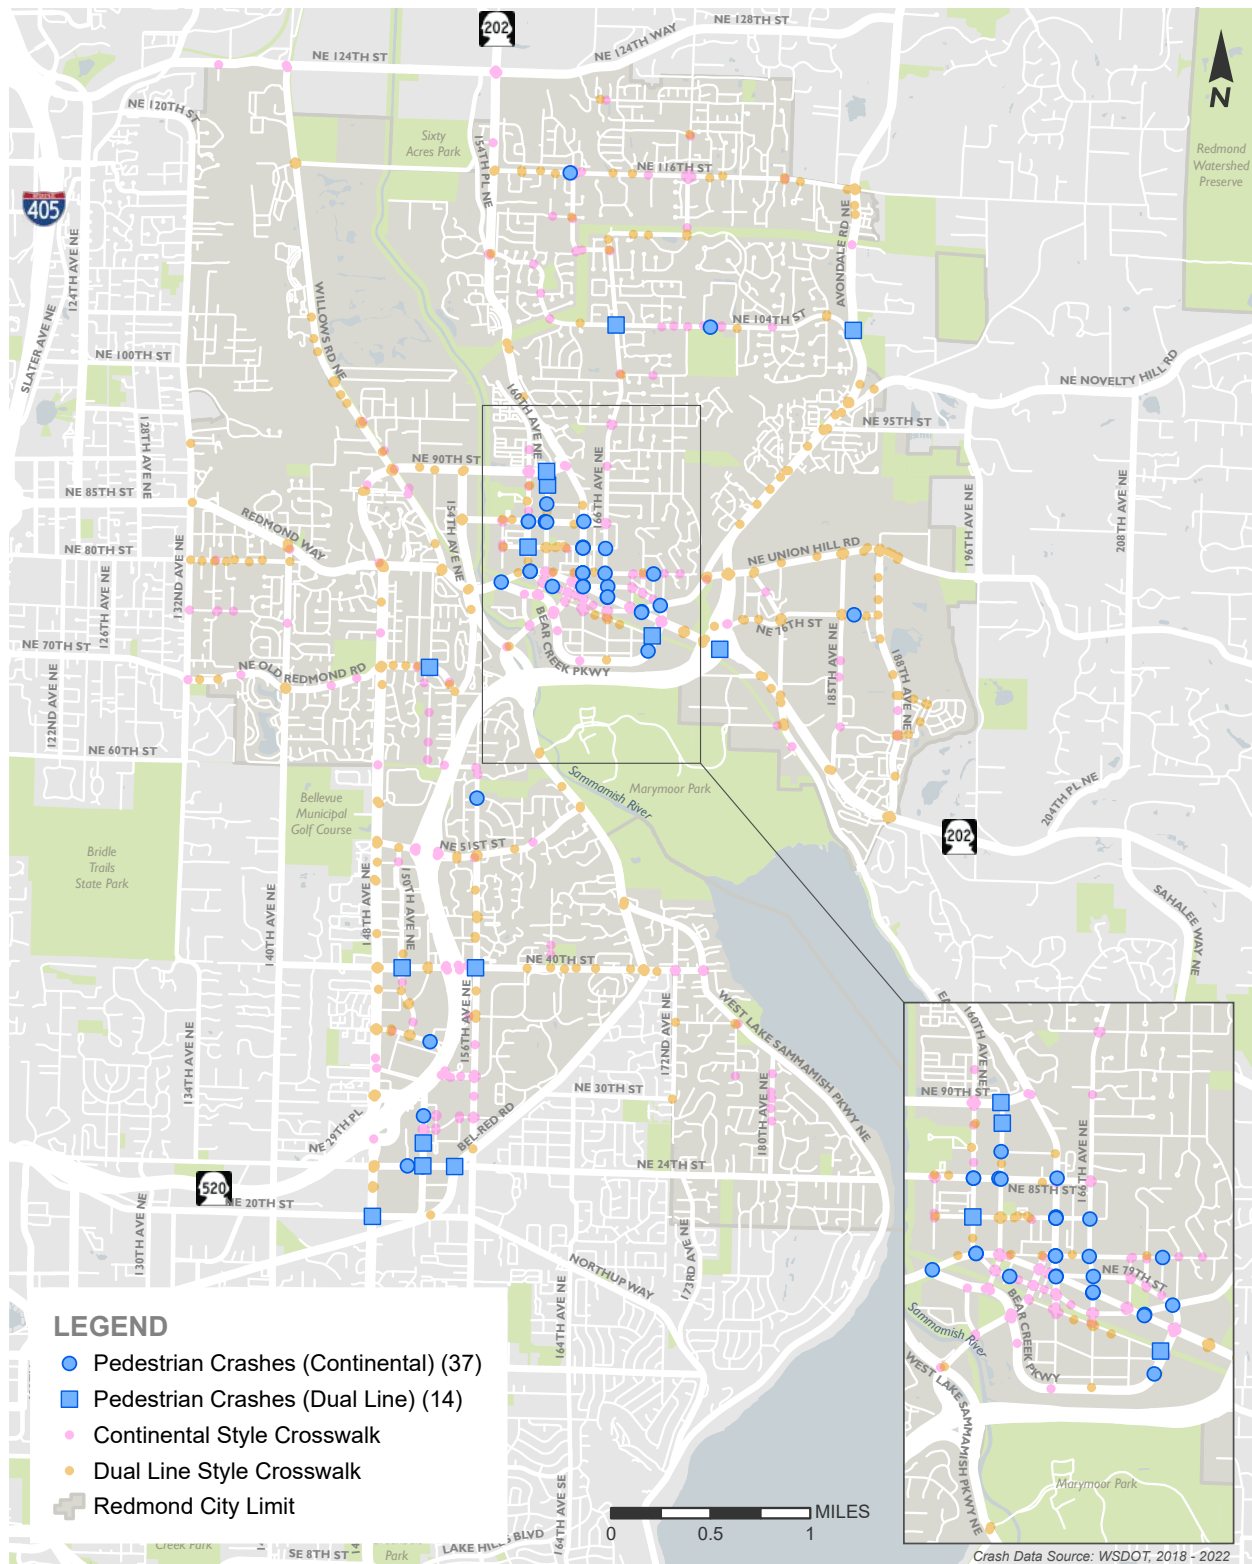 202
NE 128TH ST
NE 124TH ST
NE 124TH WAY
N
NE 120TH ST
Sixty
Acres Park
154TH PL NE
NE 116TH ST
Redmond
Watershed
Preserve
405
124TH AVE NE
AVONDALE RD NE
SLATER AVE NE
WILLOWS RD NE
NE 104TH ST
NE 100TH ST
NE NOVELTY HILL RD
160TH AVE NE
128TH AVE NE
NE 95TH ST
NE 90TH ST
166TH AVE NE
NE 85TH ST
REDMOND WAY
154TH AVE NE
196TH AVE NE
208TH AVE NE
NE 80TH ST
132ND AVE NE
NE UNION HILL RD
126TH AVE NE
BEAR CREEK PKWY
NE 76TH ST
NE 70TH ST
NE OLD REDMOND RD
185TH AVE NE
188TH AVE NE
122ND AVE NE
NE 60TH ST
Sammamish River
Marymoor Park
204TH PL NE
Bellevue
Municipal
Golf Course
202
NE 51ST ST
Bridle
Trails
State Park
148TH AVE NE
150TH AVE NE
140TH AVE NE
SAHALEE WAY NE
NE 40TH ST
156TH AVE NE
172ND AVE NE
WEST LAKE SAMMAMISH PKWY NE
134TH AVE NE
NE 30TH ST
180TH AVE NE
NE 29TH PL
BEL-RED RD
NE 24TH ST
520
NE 20TH ST
130TH AVE NE
NORTHUP WAY
173RD AVE NE
164TH AVE NE
160TH AVE NE
NE 90TH ST
166TH AVE NE
NE 85TH ST
NE 79TH ST
Sammamish River
BEAR CREEK PKWY
WEST LAKE SAMMAMISH PKWY NE
Marymoor Park
LEGEND
Pedestrian Crashes (Continental) (37)
Pedestrian Crashes (Dual Line) (14)
Continental Style Crosswalk
Dual Line Style Crosswalk
Redmond City Limit
164TH AVE SE
MILES
0 0.5 1
Creek Park
Park
NE 8TH ST
LAKE HILLS BLVD
Crash Data Source: WSDOT, 2018 - 2022